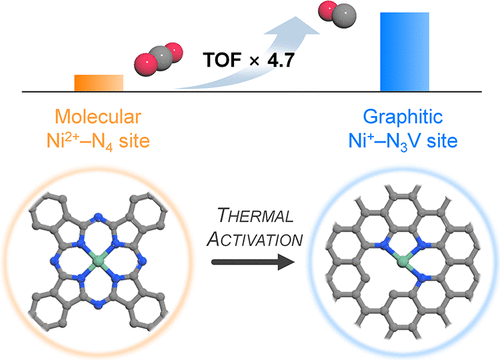 TOF × 4.7
Molecular
Ni²⁺–N₄ site
Graphitic
Ni⁺–N₃V site
THERMAL
ACTIVATION